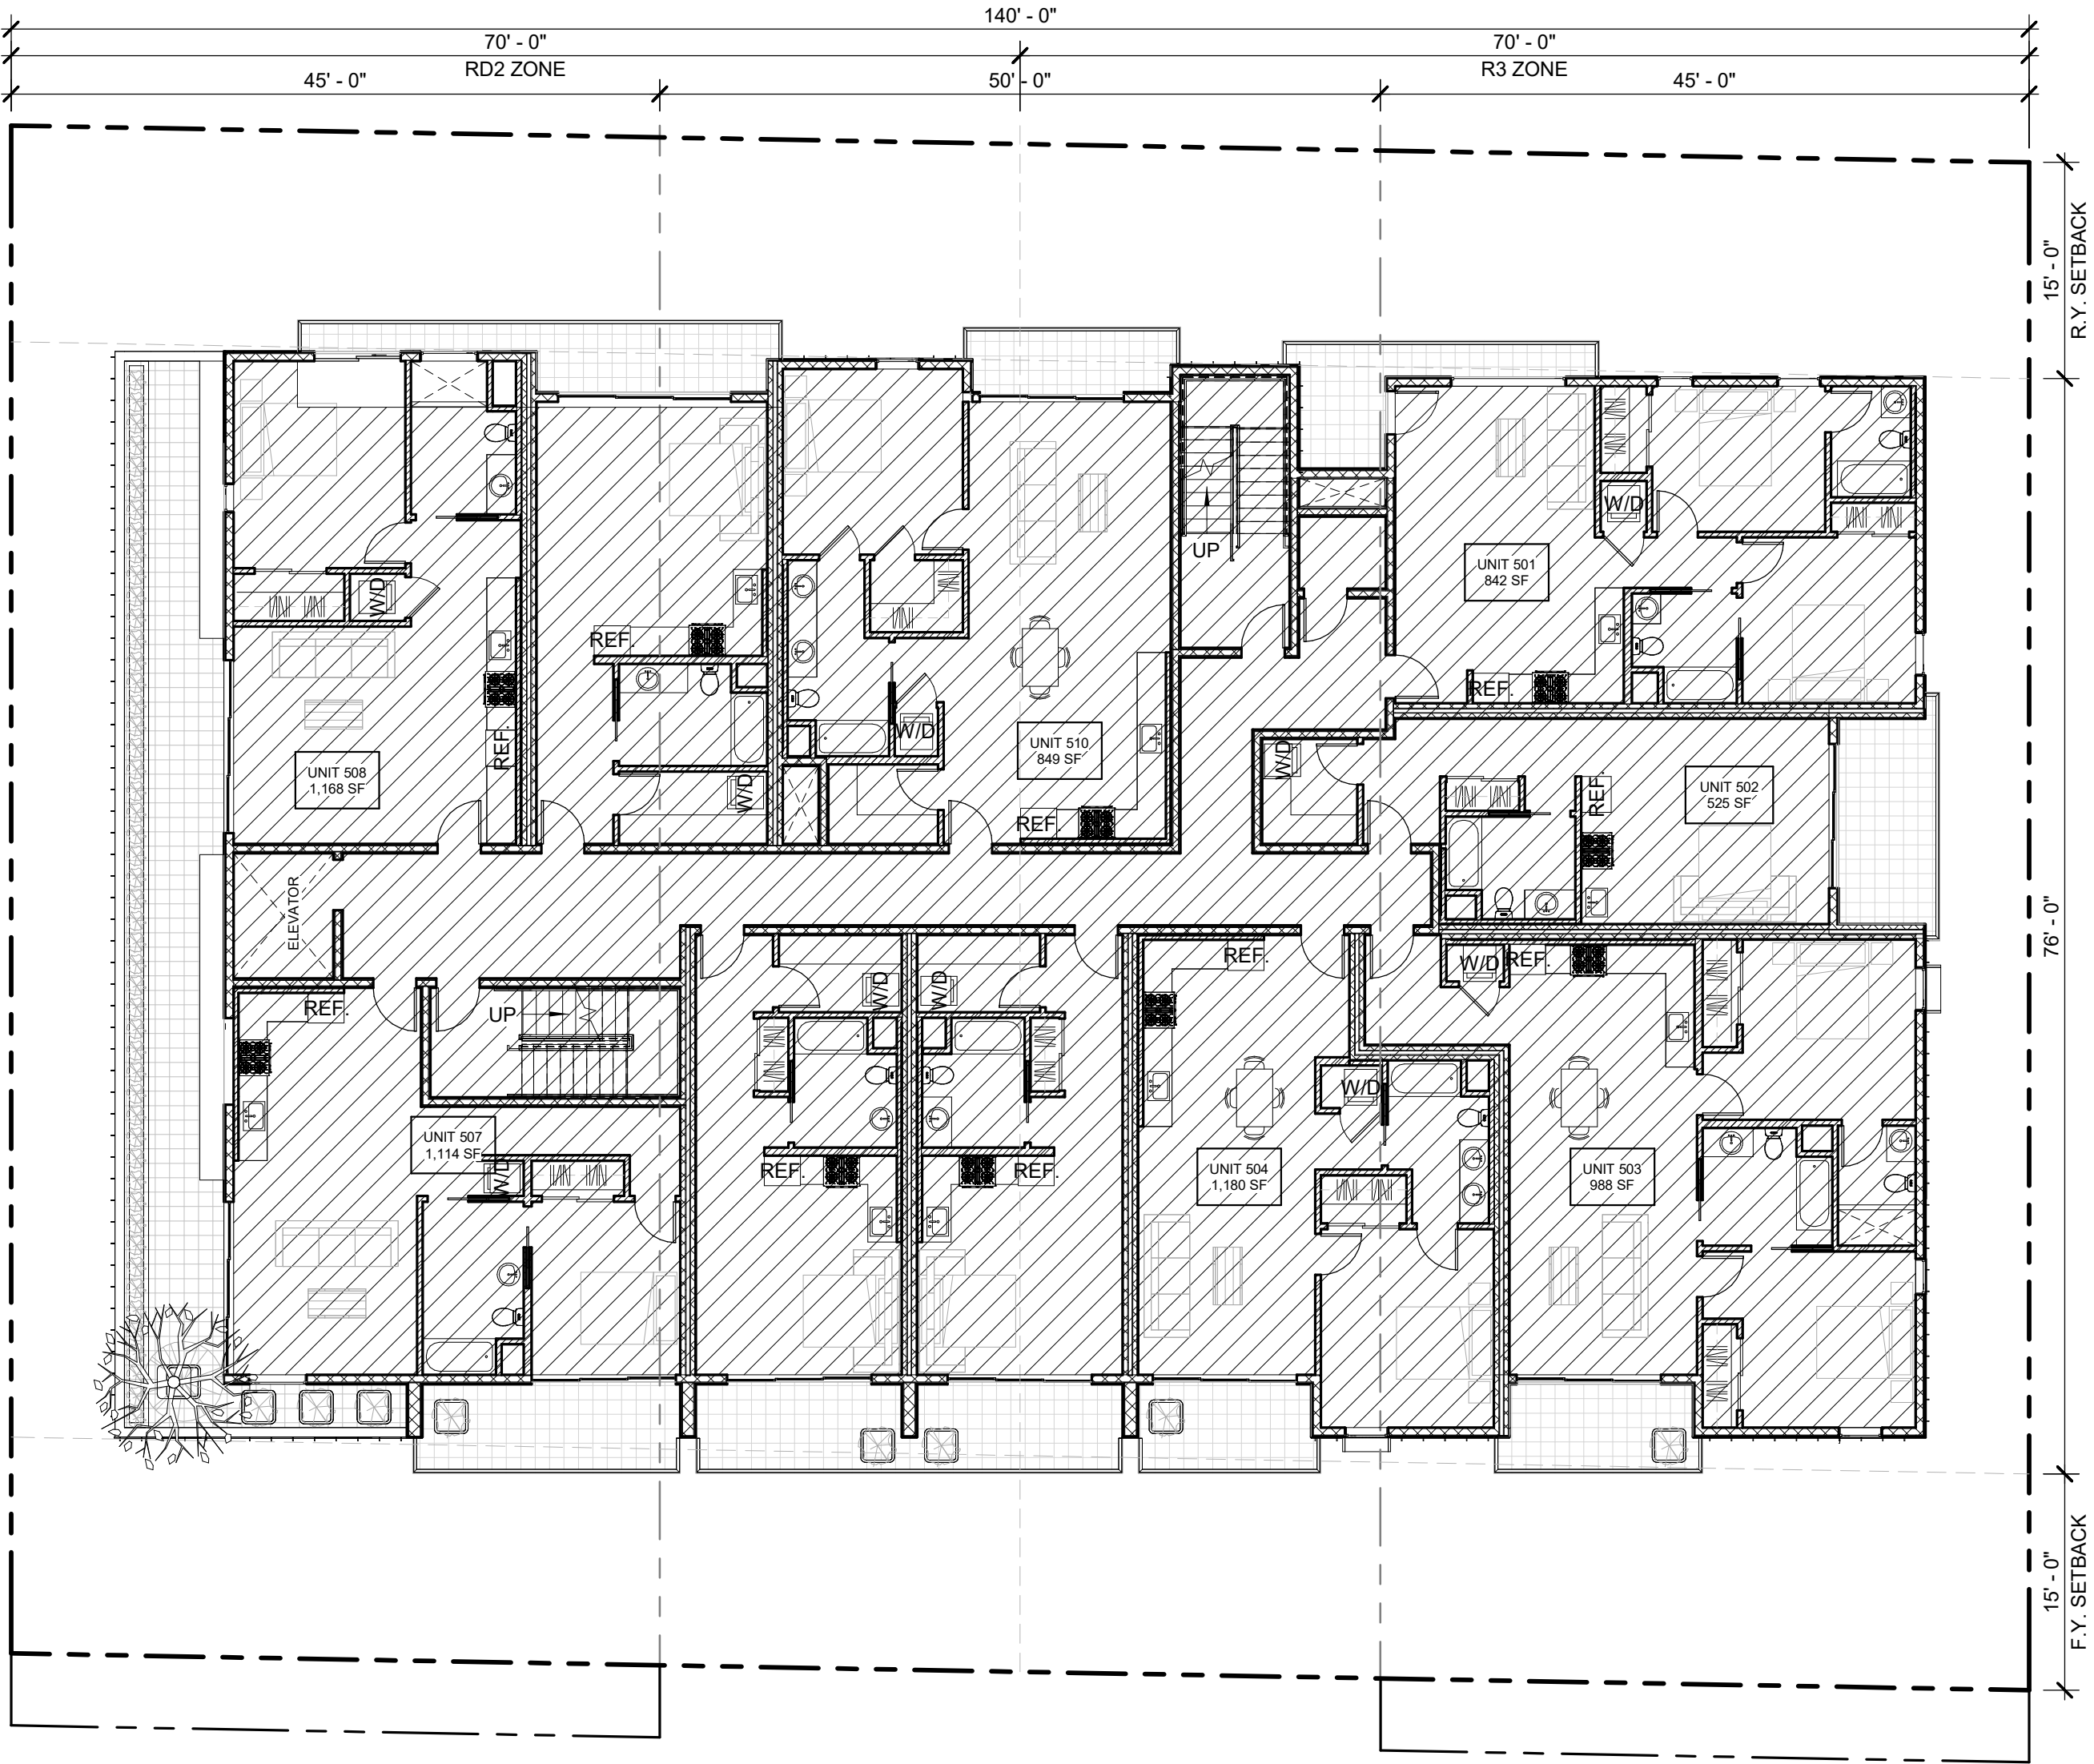 140' - 0"
70' - 0"
70' - 0"
RD2 ZONE
R3 ZONE
45' - 0"
50' - 0"
45' - 0"
15' - 0"
R.Y. SETBACK
W/D
UP
UNIT 501
842 SF
W/D
REF.
REF.
REF.
W/D
UNIT 510
849 SF
REF.
W/D
UNIT 508
1,168 SF
W/D
UNIT 502
525 SF
REF.
W/D
REF.
ELEVATOR
76' - 0"
REF.
W/D
REF.
W/D
W/D
REF.
UP
W/D
UNIT 507
1,114 SF
W/D
REF.
REF.
UNIT 504
1,180 SF
UNIT 503
988 SF
15' - 0"
F.Y. SETBACK